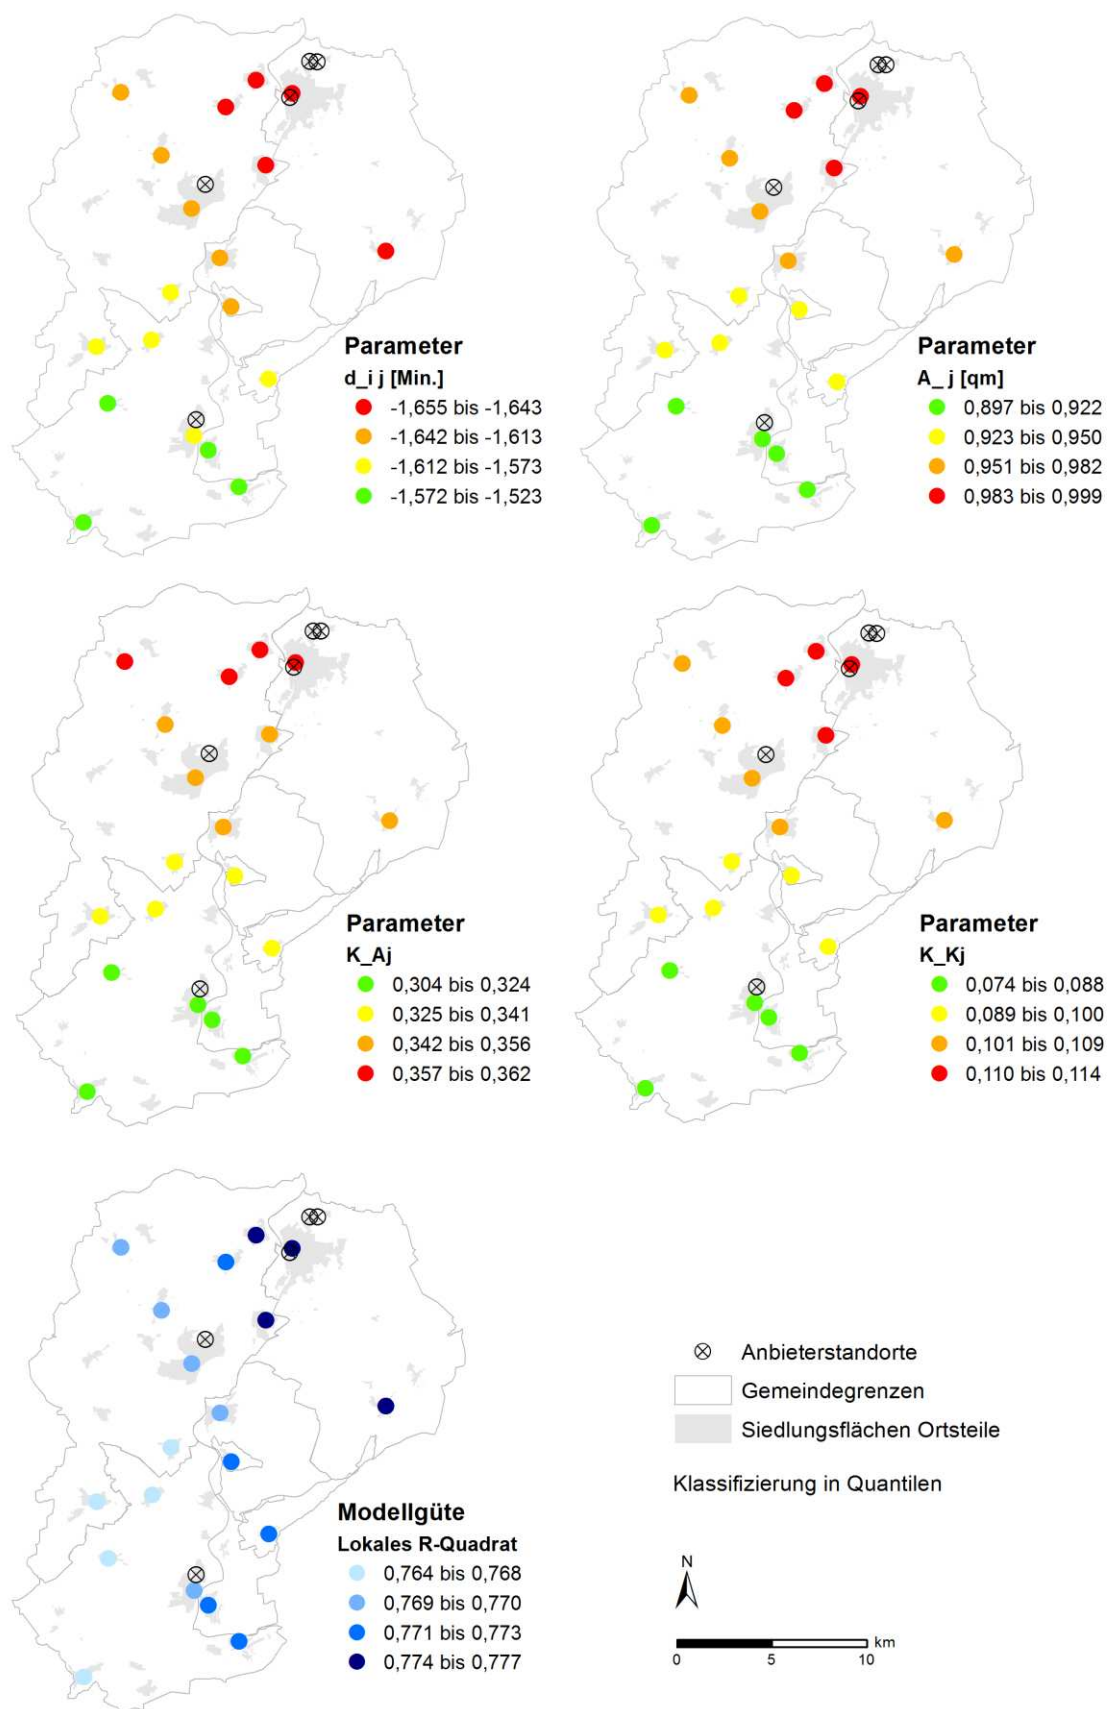 Parameter
d_i j [Min.]
-1,655 bis -1,643
-1,642 bis -1,613
-1,612 bis -1,573
-1,572 bis -1,523
Parameter
A_ j [qm]
0,897 bis 0,922
0,923 bis 0,950
0,951 bis 0,982
0,983 bis 0,999
Parameter
K_Aj
0,304 bis 0,324
0,325 bis 0,341
0,342 bis 0,356
0,357 bis 0,362
Parameter
K_Kj
0,074 bis 0,088
0,089 bis 0,100
0,101 bis 0,109
0,110 bis 0,114
Modellgüte
Lokales R-Quadrat
0,764 bis 0,768
0,769 bis 0,770
0,771 bis 0,773
0,774 bis 0,777
Anbieterstandorte
Gemeindegrenzen
Siedlungsflächen Ortsteile
Klassifizierung in Quantilen
N
km
0 5 10